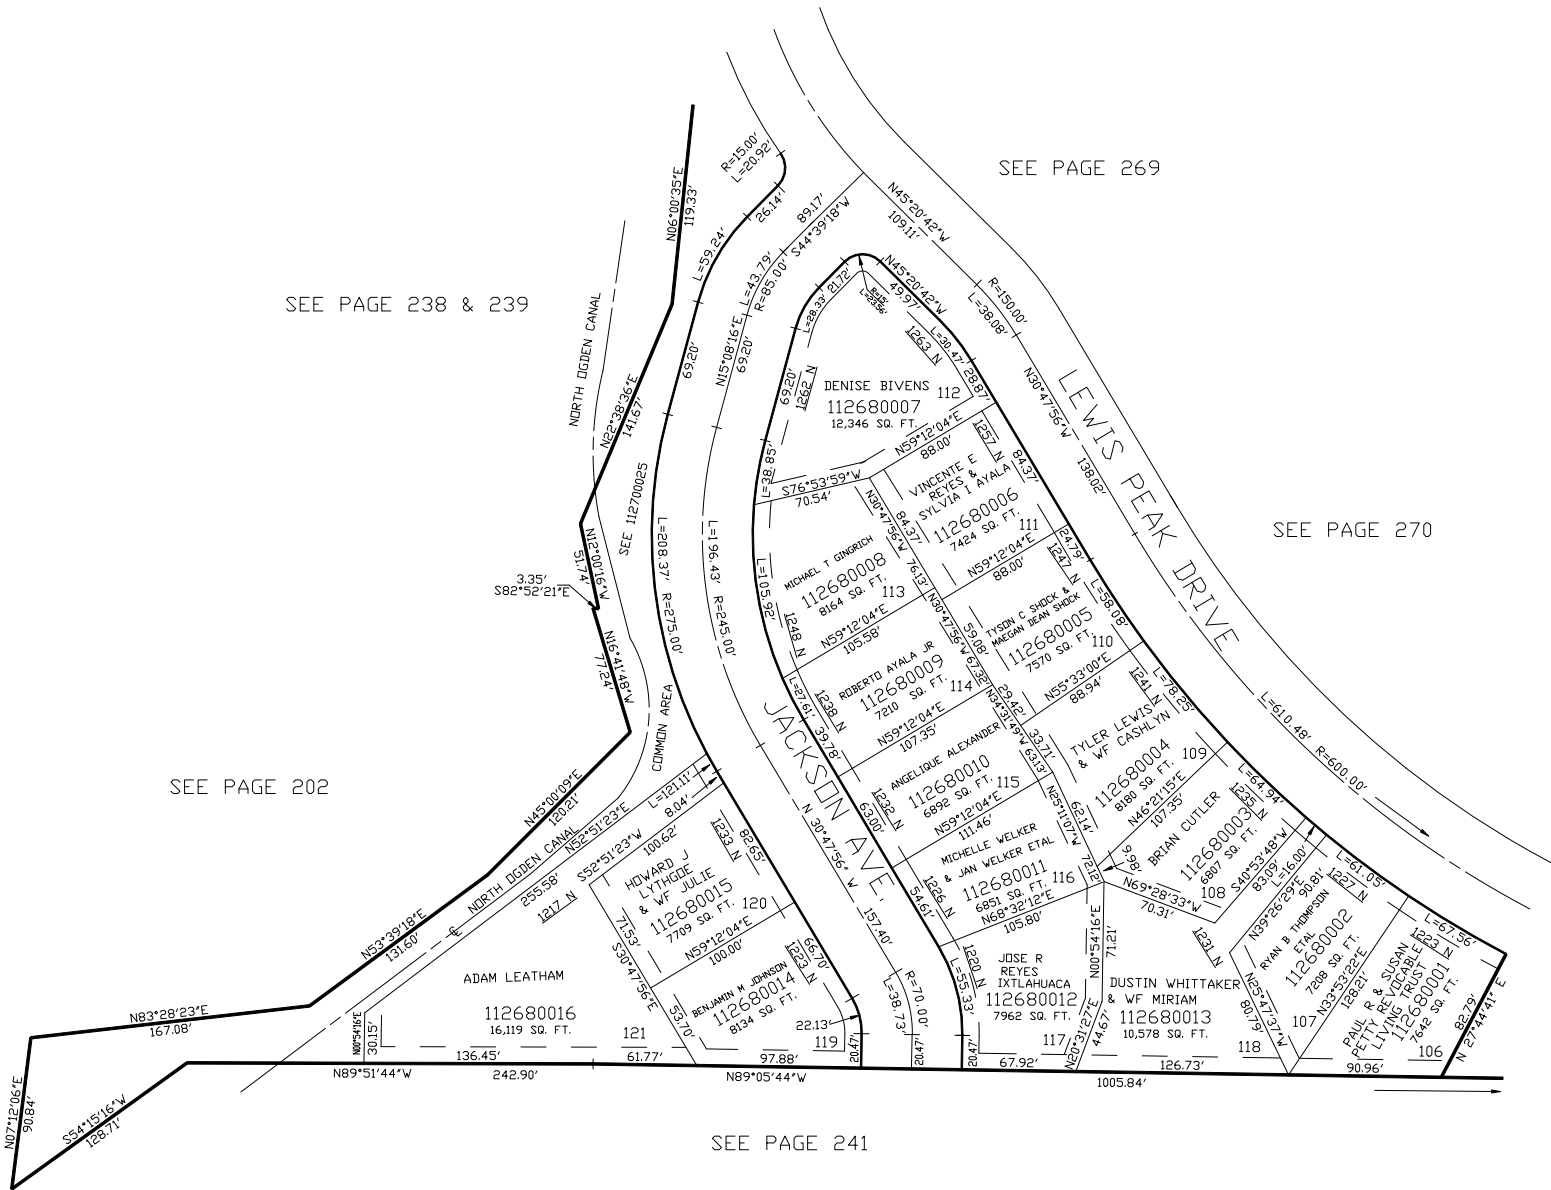 SEE PAGE 269
SEE PAGE 238 & 239
SEE PAGE 270
SEE PAGE 202
SEE PAGE 241
LEWIS PEAK DRIVE
JACKSON AVE.
NORTH OGDEN CANAL
NORTH OGDEN CANAL
COMMON AREA
SEE 112700025
N06°00'35"E
119.33'
N22°38'36"E
141.67'
N12°00'16"W
51.74'
3.35'
S82°52'21"E
N16°41'48"W
77.24'
N45°00'09"E
120.21'
N53°39'18"E
131.60'
N83°28'23"E
167.08'
N07°12'06"E
90.84'
S54°15'16"W
128.71'
N52°51'23"E
255.58'
R=15.00'
L=20.92'
26.14'
L=59.24'
69.20'
L=208.37' R=275.00'
L=121.11'
8.04'
89.17'
S44°39'18"W
L=43.79'
R=85.00'
N15°08'16"E
69.20'
L=196.43' R=245.00'
N 30°47'56" W 157.40'
R=70.00'
L=38.73'
N45°20'42"W
109.11'
R=150.00'
L=38.08'
N30°47'56"W
138.02'
L=610.48' R=600.00'
N45°20'42"W
49.97'
R=15'
L=23.56'
21.72'
L=28.33'
69.20'
1262 N
1263 N
L=30.47'
28.87'
DENISE BIVENS
112680007
12,346 SQ. FT.
112
L=38.85'
S76°53'59"W
70.54'
N59°12'04"E
88.00'
1257 N
84.37'
VINCENTE E
REYES &
SYLVIA I AYALA
112680006
7424 SQ. FT.
111
N30°47'56"W
84.37'
76.13'
N59°12'04"E
88.00'
24.79'
1247 N
L=58.08'
MICHAEL T GINGRICH
112680008
8164 SQ. FT.
113
L=105.92'
1248 N
N59°12'04"E
105.58'
TYSON C SHOCK &
MAEGAN DEAN SHOCK
112680005
7570 SQ. FT.
110
N30°47'56"W
59.08'
67.32'
N55°33'00"E
88.94'
ROBERTO AYALA JR
112680009
7210 SQ. FT.
114
L=27.61'
1238 N
39.78'
N59°12'04"E
107.35'
29.42'
N34°31'49"W
33.71'
63.13'
1241 N
L=78.25'
TYLER LEWIS
& WF CASHLYN
112680004
8180 SQ. FT.
109
N46°21'15"E
107.35'
ANGELIQUE ALEXANDER
112680010
6892 SQ. FT.
115
1232 N
63.00'
N59°12'04"E
111.46'
N25°11'07"W
62.14'
72.12'
9.98'
MICHELLE WELKER
& JAN WELKER ETAL
112680011
6851 SQ. FT.
116
1226 N
54.61'
N68°32'12"E
105.80'
BRIAN CUTLER
112680003
6807 SQ. FT.
108
1235 N
L=64.94'
N69°28'33"W
70.31'
S40°53'48"W
83.09'
L=16.00'
N39°26'29"E
90.81'
1231 N
L=61.05'
1227 N
RYAN B THOMPSON
ETAL
112680002
7208 SQ. FT.
107
N25°47'37"W
80.79'
N33°53'22"E
128.21'
L=67.56'
1223 N
PAUL R & SUSAN
PETTY REVOCABLE
LIVING TRUST
112680001
7642 SQ. FT.
106
82.79'
N 27°44'41" E
90.96'
JOSE R
REYES
IXTLAHUACA
112680012
7962 SQ. FT.
117
1220 N
L=55.33'
20.47'
67.92'
N00°54'16"E
71.21'
N20°31'27"E
44.67'
DUSTIN WHITTAKER
& WF MIRIAM
112680013
10,578 SQ. FT.
118
126.73'
1005.84'
S52°51'23"W
100.62'
1217 N
1233 N
82.65'
HOWARD J
LYTHGOE
& WF JULIE
112680015
7709 SQ. FT.
120
71.53'
S30°47'56"E
53.70'
N59°12'04"E
100.00'
66.70'
1223 N
BENJAMIN M JOHNSON
112680014
8134 SQ. FT.
22.13'
119
20.47'
20.47'
97.88'
N89°05'44"W
ADAM LEATHAM
112680016
16,119 SQ. FT.
121
N00°54'16"E
30.15'
136.45'
61.77'
N89°51'44"W
242.90'